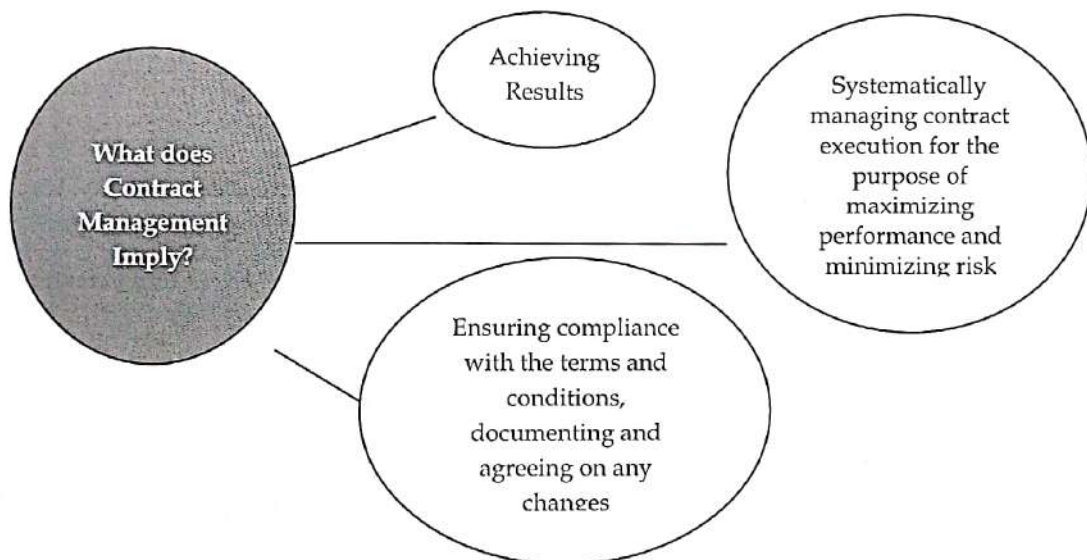 What does
Contract
Management
Imply?
Achieving
Results
Systematically
managing contract
execution for the
purpose of
maximizing
performance and
minimizing risk
Ensuring compliance
with the terms and
conditions,
documenting and
agreeing on any
changes